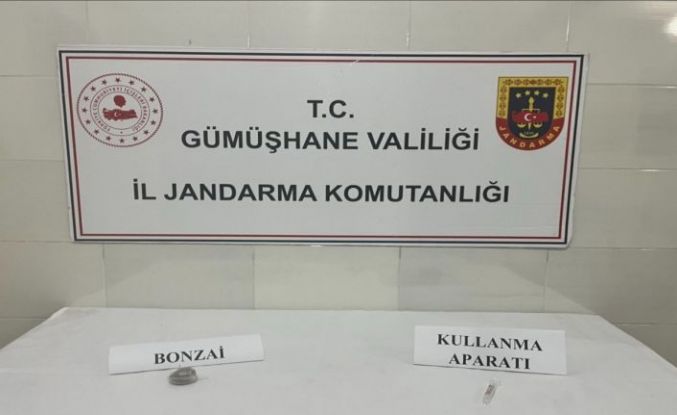 T.C.
GÜMÜŞHANE VALİLİĞİ
İL JANDARMA KOMUTANLIĞI
JANDARMA
BONZAİ
KULLANMA
APARATI